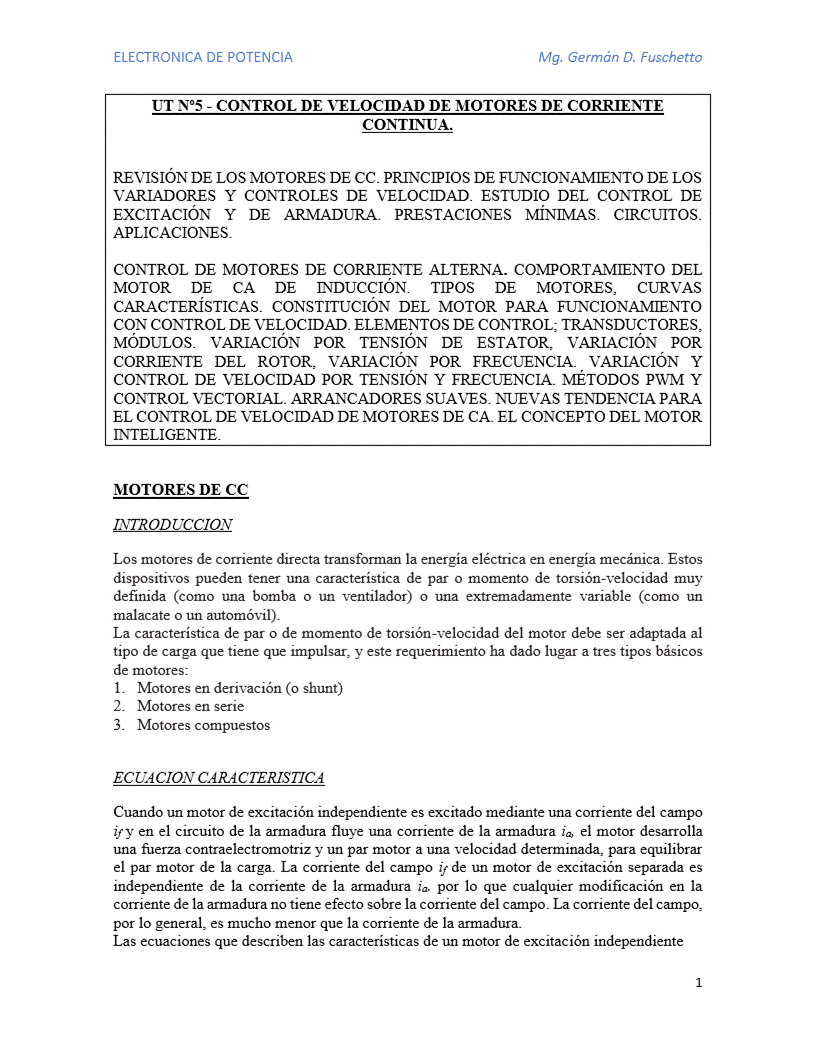 ELECTRONICA DE POTENCIA Mg. Germán D. Fuschetto
UT Nº5 - CONTROL DE VELOCIDAD DE MOTORES DE CORRIENTE
CONTINUA.
REVISIÓN DE LOS MOTORES DE CC. PRINCIPIOS DE FUNCIONAMIENTO DE LOS
VARIADORES Y CONTROLES DE VELOCIDAD. ESTUDIO DEL CONTROL DE
EXCITACIÓN Y DE ARMADURA. PRESTACIONES MÍNIMAS. CIRCUITOS.
APLICACIONES.
CONTROL DE MOTORES DE CORRIENTE ALTERNA. COMPORTAMIENTO DEL
MOTOR DE CA DE INDUCCIÓN. TIPOS DE MOTORES, CURVAS
CARACTERÍSTICAS. CONSTITUCIÓN DEL MOTOR PARA FUNCIONAMIENTO
CON CONTROL DE VELOCIDAD. ELEMENTOS DE CONTROL; TRANSDUCTORES,
MÓDULOS. VARIACIÓN POR TENSIÓN DE ESTATOR, VARIACIÓN POR
CORRIENTE DEL ROTOR, VARIACIÓN POR FRECUENCIA. VARIACIÓN Y
CONTROL DE VELOCIDAD POR TENSIÓN Y FRECUENCIA. MÉTODOS PWM Y
CONTROL VECTORIAL. ARRANCADORES SUAVES. NUEVAS TENDENCIA PARA
EL CONTROL DE VELOCIDAD DE MOTORES DE CA. EL CONCEPTO DEL MOTOR
INTELIGENTE.
MOTORES DE CC
INTRODUCCION
Los motores de corriente directa transforman la energía eléctrica en energía mecánica. Estos
dispositivos pueden tener una característica de par o momento de torsión-velocidad muy
definida (como una bomba o un ventilador) o una extremadamente variable (como un
malacate o un automóvil).
La característica de par o de momento de torsión-velocidad del motor debe ser adaptada al
tipo de carga que tiene que impulsar, y este requerimiento ha dado lugar a tres tipos básicos
de motores:
1. Motores en derivación (o shunt)
2. Motores en serie
3. Motores compuestos
ECUACION CARACTERISTICA
Cuando un motor de excitación independiente es excitado mediante una corriente del campo
if y en el circuito de la armadura fluye una corriente de la armadura ia, el motor desarrolla
una fuerza contraelectromotriz y un par motor a una velocidad determinada, para equilibrar
el par motor de la carga. La corriente del campo if de un motor de excitación separada es
independiente de la corriente de la armadura ia. por lo que cualquier modificación en la
corriente de la armadura no tiene efecto sobre la corriente del campo. La corriente del campo,
por lo general, es mucho menor que la corriente de la armadura.
Las ecuaciones que describen las características de un motor de excitación independiente
1